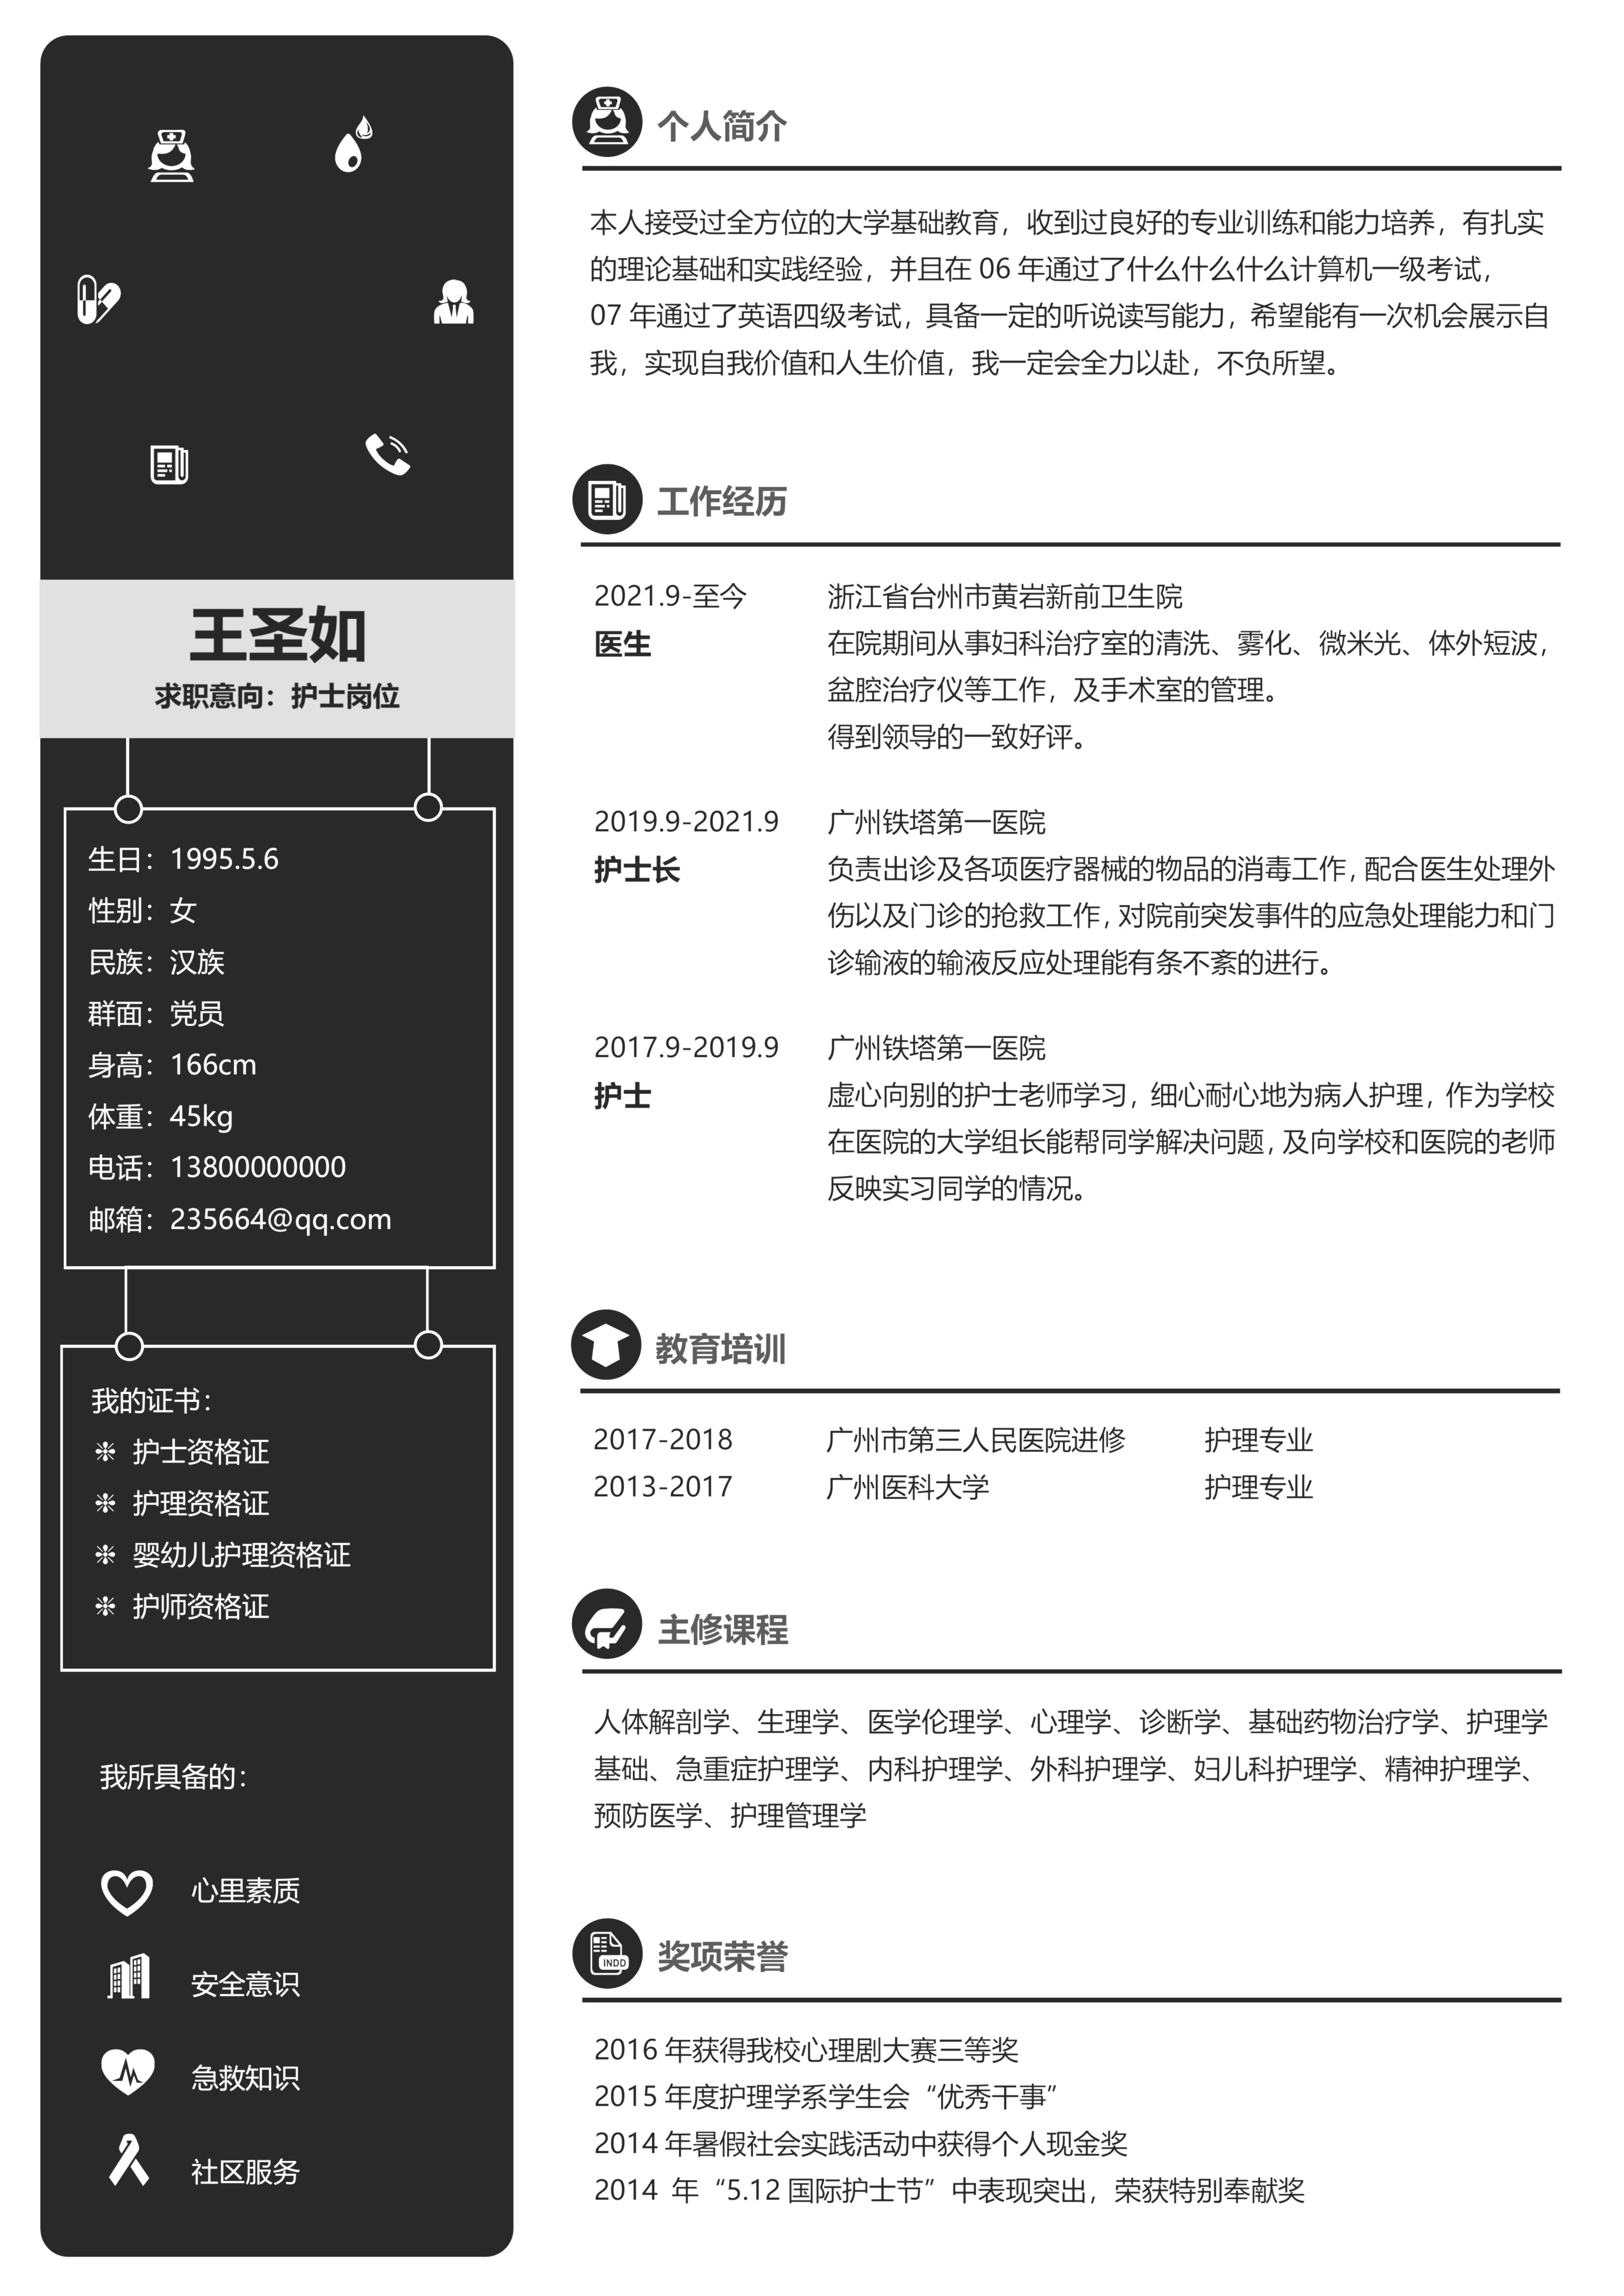 王圣如
求职意向：护士岗位
生日：1995.5.6
性别：女
民族：汉族
群面：党员
身高：166cm
体重：45kg
电话：13800000000
邮箱：235664@qq.com
我的证书：
❉ 护士资格证
❉ 护理资格证
❉ 婴幼儿护理资格证
❉ 护师资格证
我所具备的：
心里素质
安全意识
急救知识
社区服务
个人简介
本人接受过全方位的大学基础教育，收到过良好的专业训练和能力培养，有扎实
的理论基础和实践经验，并且在 06 年通过了什么什么什么计算机一级考试，
07 年通过了英语四级考试，具备一定的听说读写能力，希望能有一次机会展示自
我，实现自我价值和人生价值，我一定会全力以赴，不负所望。
工作经历
2021.9-至今 浙江省台州市黄岩新前卫生院
医生 在院期间从事妇科治疗室的清洗、雾化、微米光、体外短波，
盆腔治疗仪等工作，及手术室的管理。
得到领导的一致好评。
2019.9-2021.9 广州铁塔第一医院
护士长 负责出诊及各项医疗器械的物品的消毒工作，配合医生处理外
伤以及门诊的抢救工作，对院前突发事件的应急处理能力和门
诊输液的输液反应处理能有条不紊的进行。
2017.9-2019.9 广州铁塔第一医院
护士 虚心向别的护士老师学习，细心耐心地为病人护理，作为学校
在医院的大学组长能帮同学解决问题，及向学校和医院的老师
反映实习同学的情况。
教育培训
2017-2018 广州市第三人民医院进修 护理专业
2013-2017 广州医科大学 护理专业
主修课程
人体解剖学、生理学、医学伦理学、心理学、诊断学、基础药物治疗学、护理学
基础、急重症护理学、内科护理学、外科护理学、妇儿科护理学、精神护理学、
预防医学、护理管理学
INDD
奖项荣誉
2016 年获得我校心理剧大赛三等奖
2015 年度护理学系学生会“优秀干事”
2014 年暑假社会实践活动中获得个人现金奖
2014 年“5.12 国际护士节”中表现突出，荣获特别奉献奖